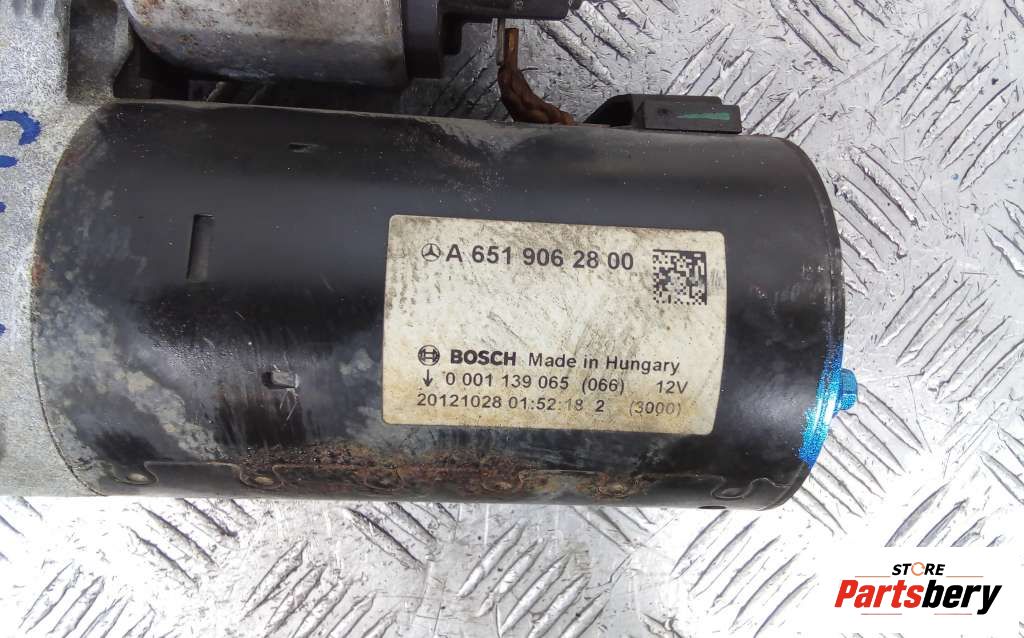 A 651 906 28 00
BOSCH Made in Hungary
0 001 139 065 (066) 12V
20121028 01:52:18 2 (3000)
STORE
Partsbery